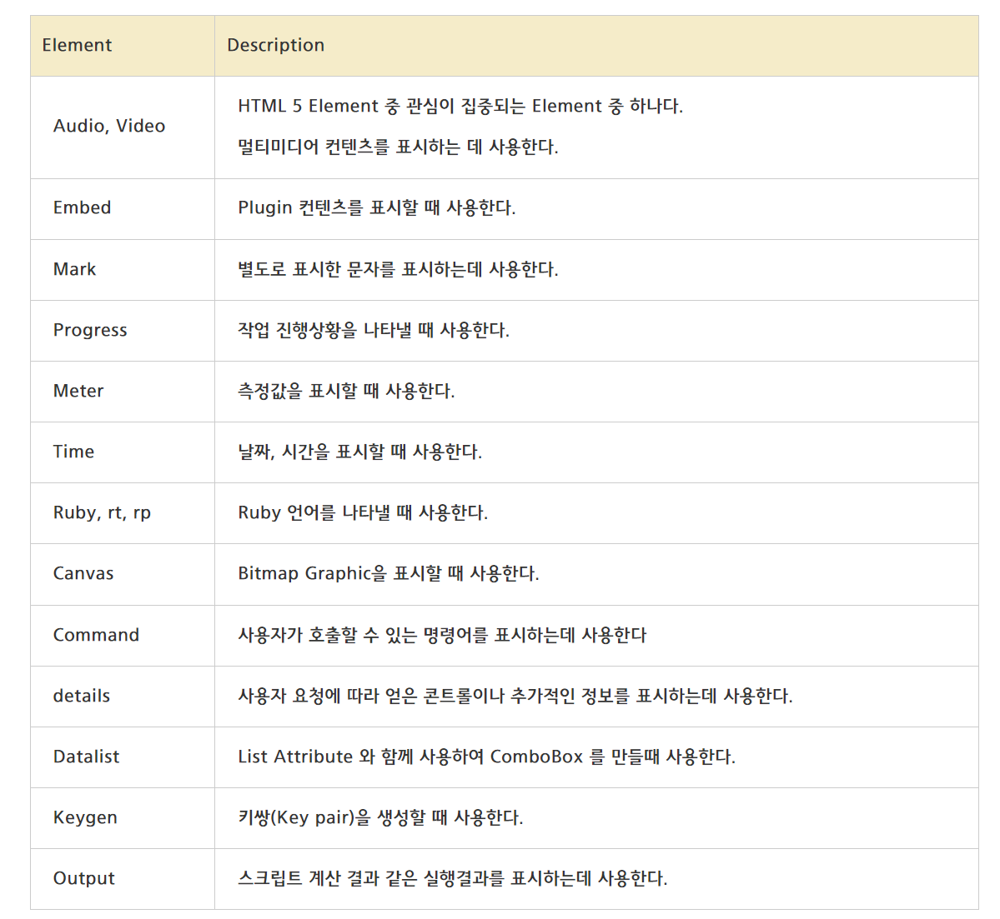 Element Description
Audio, Video
HTML 5 Element 중 관심이 집중되는 Element 중 하나다.
멀티미디어 컨텐츠를 표시하는 데 사용한다.
Embed Plugin 컨텐츠를 표시할 때 사용한다.
Mark 별도로 표시한 문자를 표시하는데 사용한다.
Progress 작업 진행상황을 나타낼 때 사용한다.
Meter 측정값을 표시할 때 사용한다.
Time 날짜, 시간을 표시할 때 사용한다.
Ruby, rt, rp Ruby 언어를 나타낼 때 사용한다.
Canvas Bitmap Graphic을 표시할 때 사용한다.
Command 사용자가 호출할 수 있는 명령어를 표시하는데 사용한다
details 사용자 요청에 따라 얻은 콘트롤이나 추가적인 정보를 표시하는데 사용한다.
Datalist List Attribute 와 함께 사용하여 ComboBox 를 만들때 사용한다.
Keygen 키쌍(Key pair)을 생성할 때 사용한다.
Output 스크립트 계산 결과 같은 실행결과를 표시하는데 사용한다.